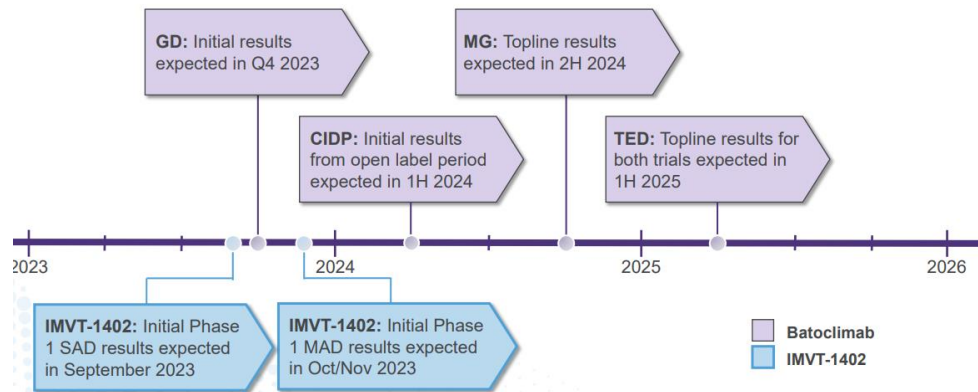 GD: Initial results
expected in Q4 2023
MG: Topline results
expected in 2H 2024
CIDP: Initial results
from open label period
expected in 1H 2024
TED: Topline results for
both trials expected in
1H 2025
2023
2024
2025
2026
IMVT-1402: Initial Phase
1 SAD results expected
in September 2023
IMVT-1402: Initial Phase
1 MAD results expected
in Oct/Nov 2023
Batoclimab
IMVT-1402